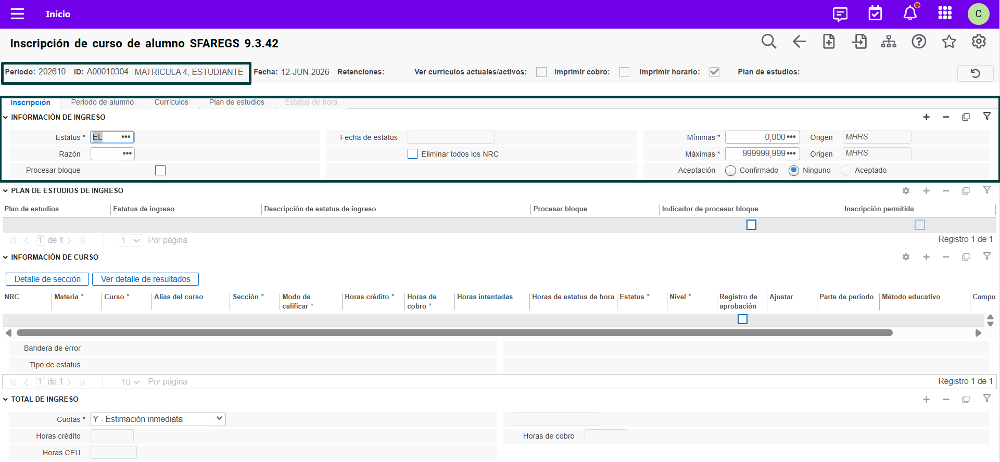 Inicio
C
Inscripción de curso de alumno SFAREGS 9.3.42
Periodo: 202610 ID: A00010304 MATRICULA 4, ESTUDIANTE Fecha: 12-JUN-2026 Retenciones: Ver currículos actuales/activos: Imprimir cobro: Imprimir horario: Plan de estudios:
Inscripción Periodo de alumno Currículos Plan de estudios Estatus de hora
INFORMACIÓN DE INGRESO
Estatus * EL Fecha de estatus Mínimas * 0,000 Origen MHRS
Razón Eliminar todos los NRC Máximas * 999999,999 Origen MHRS
Procesar bloque Aceptación Confirmado Ninguno Aceptado
PLAN DE ESTUDIOS DE INGRESO
Plan de estudios Estatus de ingreso Descripción de estatus de ingreso Procesar bloque Indicador de procesar bloque Inscripción permitida
1 de 1 1 Por página Registro 1 de 1
INFORMACIÓN DE CURSO
Detalle de sección Ver detalle de resultados
NRC Materia * Curso * Alias del curso Sección * Modo de calificar * Horas crédito * Horas de cobro * Horas intentadas Horas de estatus de hora Estatus * Nivel * Registro de aprobación Ajustar Parte de periodo Método educativo Campu
Bandera de error
Tipo de estatus
1 de 1 10 Por página Registro 1 de 1
TOTAL DE INGRESO
Cuotas * Y - Estimación inmediata
Horas crédito Horas de cobro
Horas CEU